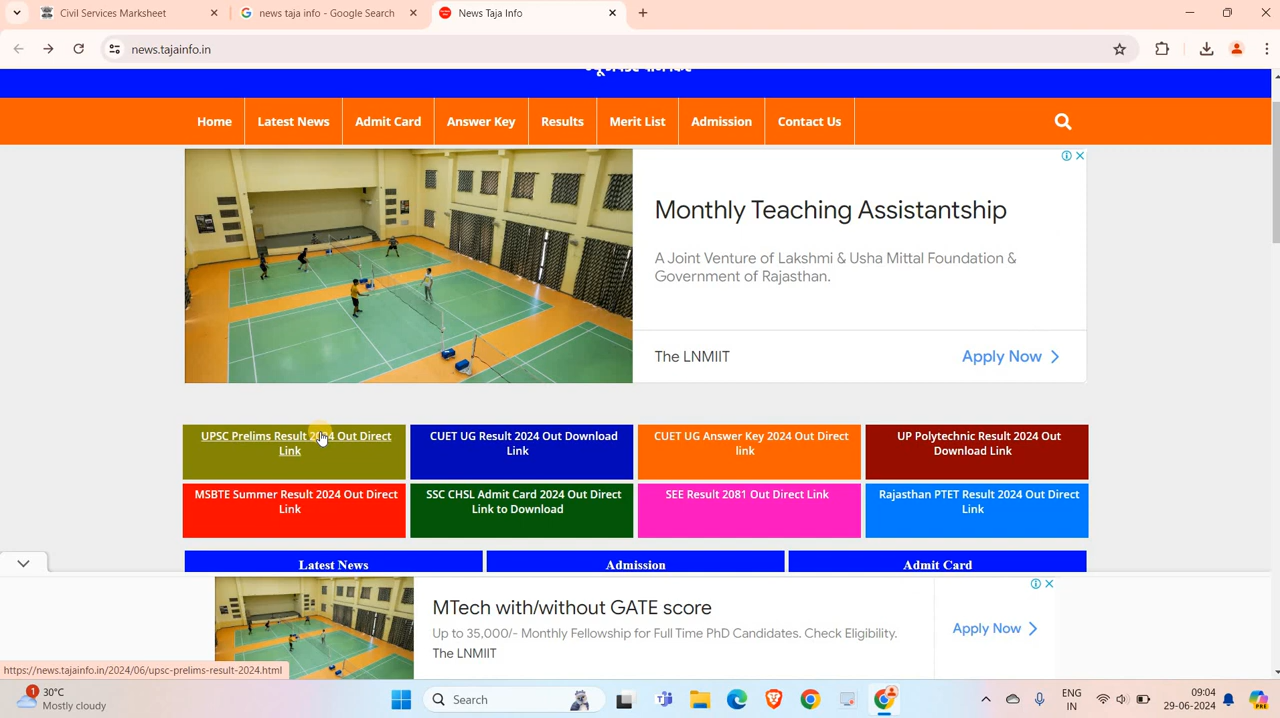 Civil Services Marksheet
news taja info - Google Search
News Taja Info
news.tajainfo.in
Home
Latest News
Admit Card
Answer Key
Results
Merit List
Admission
Contact Us
Monthly Teaching Assistantship
A Joint Venture of Lakshmi & Usha Mittal Foundation &
Government of Rajasthan.
The LNMIIT
Apply Now
UPSC Prelims Result 2024 Out Direct
Link
CUET UG Result 2024 Out Download
Link
CUET UG Answer Key 2024 Out Direct
link
UP Polytechnic Result 2024 Out
Download Link
MSBTE Summer Result 2024 Out Direct
Link
SSC CHSL Admit Card 2024 Out Direct
Link to Download
SEE Result 2081 Out Direct Link
Rajasthan PTET Result 2024 Out Direct
Link
Latest News
Admission
Admit Card
MTech with/without GATE score
Up to 35,000/- Monthly Fellowship for Full Time PhD Candidates. Check Eligibility.
The LNMIIT
Apply Now
https://news.tajainfo.in/2024/06/upsc-prelims-result-2024.html
1
30°C
Mostly cloudy
Search
ENG
IN
09:04
29-06-2024
PRE